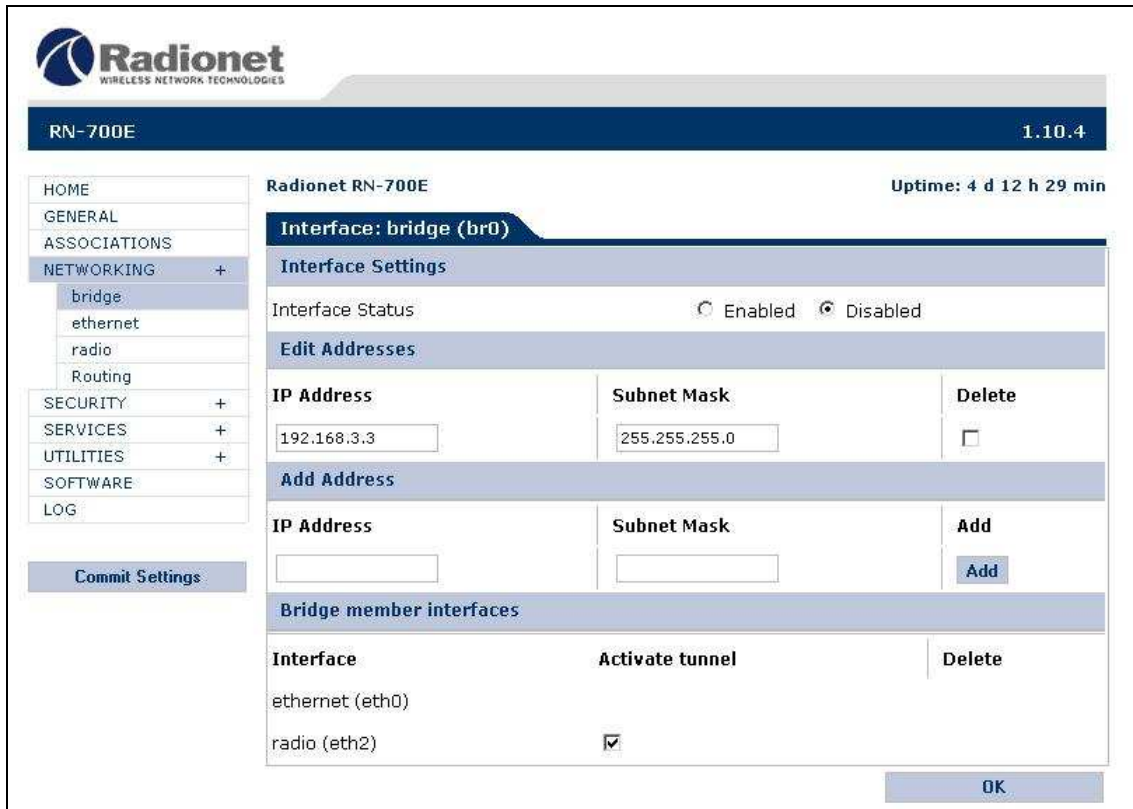 Radionet
WIRELESS NETWORK TECHNOLOGIES
RN-700E 1.10.4
HOME
GENERAL
ASSOCIATIONS
NETWORKING +
bridge
ethernet
radio
Routing
SECURITY +
SERVICES +
UTILITIES +
SOFTWARE
LOG
Commit Settings
Radionet RN-700E Uptime: 4 d 12 h 29 min
Interface: bridge (br0)
Interface Settings
Interface Status Enabled Disabled
Edit Addresses
IP Address Subnet Mask Delete
192.168.3.3 255.255.255.0
Add Address
IP Address Subnet Mask Add
Add
Bridge member interfaces
Interface Activate tunnel Delete
ethernet (eth0)
radio (eth2)
OK